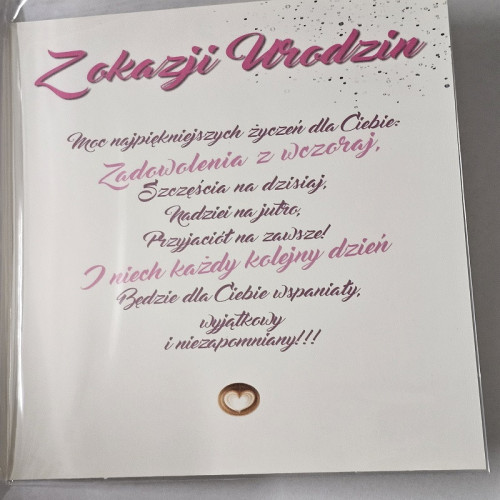 Z okazji Urodzin
Moc najpiękniejszych życzeń dla Ciebie:
Zadowolenia z wczoraj,
Szczęścia na dzisiaj,
Nadziei na jutro,
Przyjaciół na zawsze!
I niech każdy kolejny dzień
Będzie dla Ciebie wspaniały,
wyjątkowy
i niezapomniany!!!